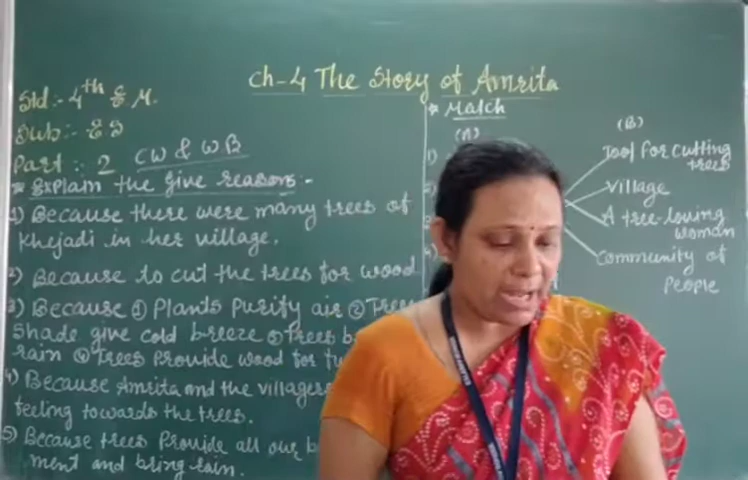 Ch-4 The Story of Amrita
Std:- 4th E M.
Sub:- ES
Part : 2 CW & WB
* Explain the give reasons :-
1) Because there were many trees of
Khejadi in her village.
2) Because to cut the trees for wood
3) Because ① Plants Purity air ② Trees
Shade give cold breeze ③ Trees
rain ④ Trees Provide wood for
4) Because Amrita and the villagers
feeling towards the trees.
5) Because trees Provide all our
ment and bring rain.
* Match
(A)
1)
(B)
Tool for cutting
trees
Village
A tree-loving
woman
Community of
People